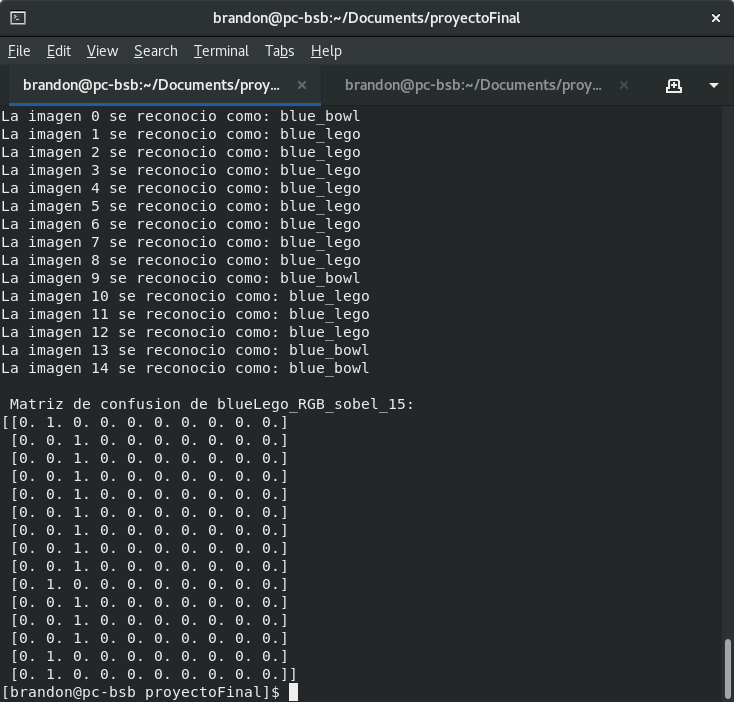 brandon@pc-bsb:~/Documents/proyectoFinal
File Edit View Search Terminal Tabs Help
brandon@pc-bsb:~/Documents/proy... brandon@pc-bsb:~/Documents/proy...
La imagen 0 se reconocio como: blue_bowl
La imagen 1 se reconocio como: blue_lego
La imagen 2 se reconocio como: blue_lego
La imagen 3 se reconocio como: blue_lego
La imagen 4 se reconocio como: blue_lego
La imagen 5 se reconocio como: blue_lego
La imagen 6 se reconocio como: blue_lego
La imagen 7 se reconocio como: blue_lego
La imagen 8 se reconocio como: blue_lego
La imagen 9 se reconocio como: blue_bowl
La imagen 10 se reconocio como: blue_lego
La imagen 11 se reconocio como: blue_lego
La imagen 12 se reconocio como: blue_lego
La imagen 13 se reconocio como: blue_bowl
La imagen 14 se reconocio como: blue_bowl
Matriz de confusion de blueLego_RGB_sobel_15:
[[0. 1. 0. 0. 0. 0. 0. 0. 0. 0.]
[0. 0. 1. 0. 0. 0. 0. 0. 0. 0.]
[0. 0. 1. 0. 0. 0. 0. 0. 0. 0.]
[0. 0. 1. 0. 0. 0. 0. 0. 0. 0.]
[0. 0. 1. 0. 0. 0. 0. 0. 0. 0.]
[0. 0. 1. 0. 0. 0. 0. 0. 0. 0.]
[0. 0. 1. 0. 0. 0. 0. 0. 0. 0.]
[0. 0. 1. 0. 0. 0. 0. 0. 0. 0.]
[0. 0. 1. 0. 0. 0. 0. 0. 0. 0.]
[0. 1. 0. 0. 0. 0. 0. 0. 0. 0.]
[0. 0. 1. 0. 0. 0. 0. 0. 0. 0.]
[0. 0. 1. 0. 0. 0. 0. 0. 0. 0.]
[0. 0. 1. 0. 0. 0. 0. 0. 0. 0.]
[0. 1. 0. 0. 0. 0. 0. 0. 0. 0.]
[0. 1. 0. 0. 0. 0. 0. 0. 0. 0.]]
[brandon@pc-bsb proyectoFinal]$